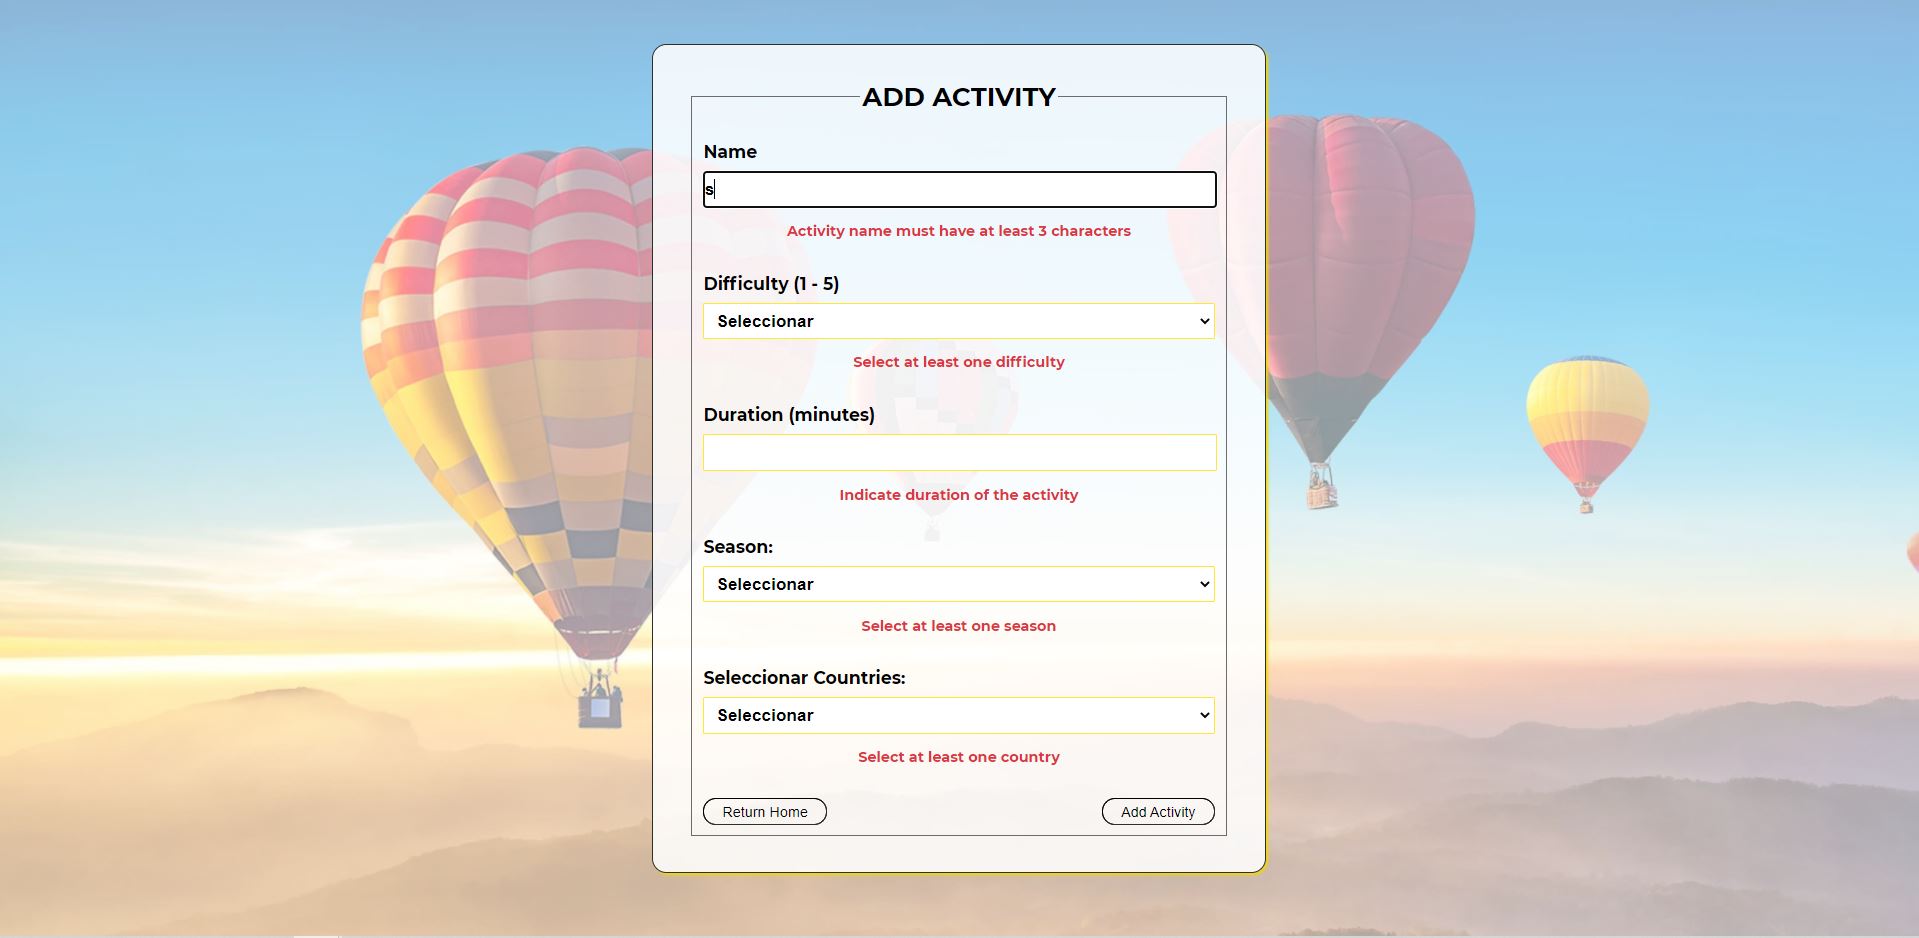 ADD ACTIVITY
Name
s
Activity name must have at least 3 characters
Difficulty (1 - 5)
Seleccionar
Select at least one difficulty
Duration (minutes)
Indicate duration of the activity
Season:
Seleccionar
Select at least one season
Seleccionar Countries:
Seleccionar
Select at least one country
Return Home
Add Activity